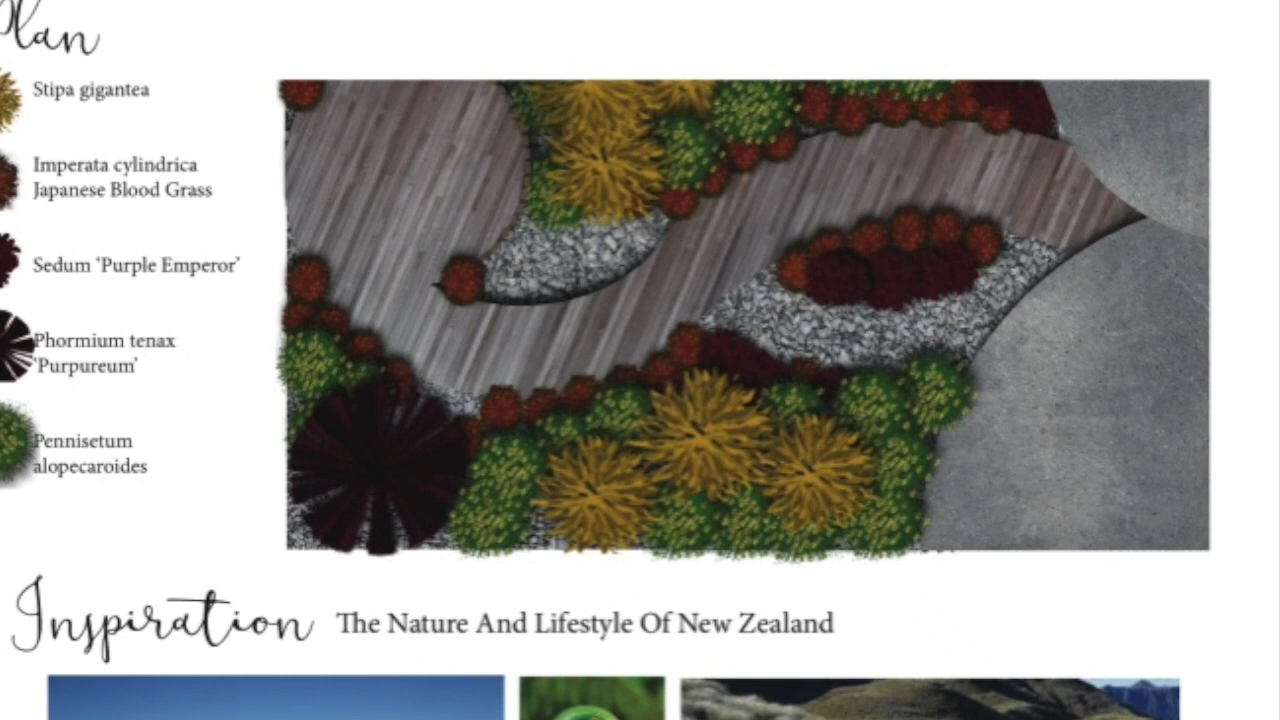 Plan
Stipa gigantea
Imperata cylindrica
Japanese Blood Grass
Sedum ‘Purple Emperor’
Phormium tenax
‘Purpureum’
Pennisetum
alopecaroides
Inspiration The Nature And Lifestyle Of New Zealand